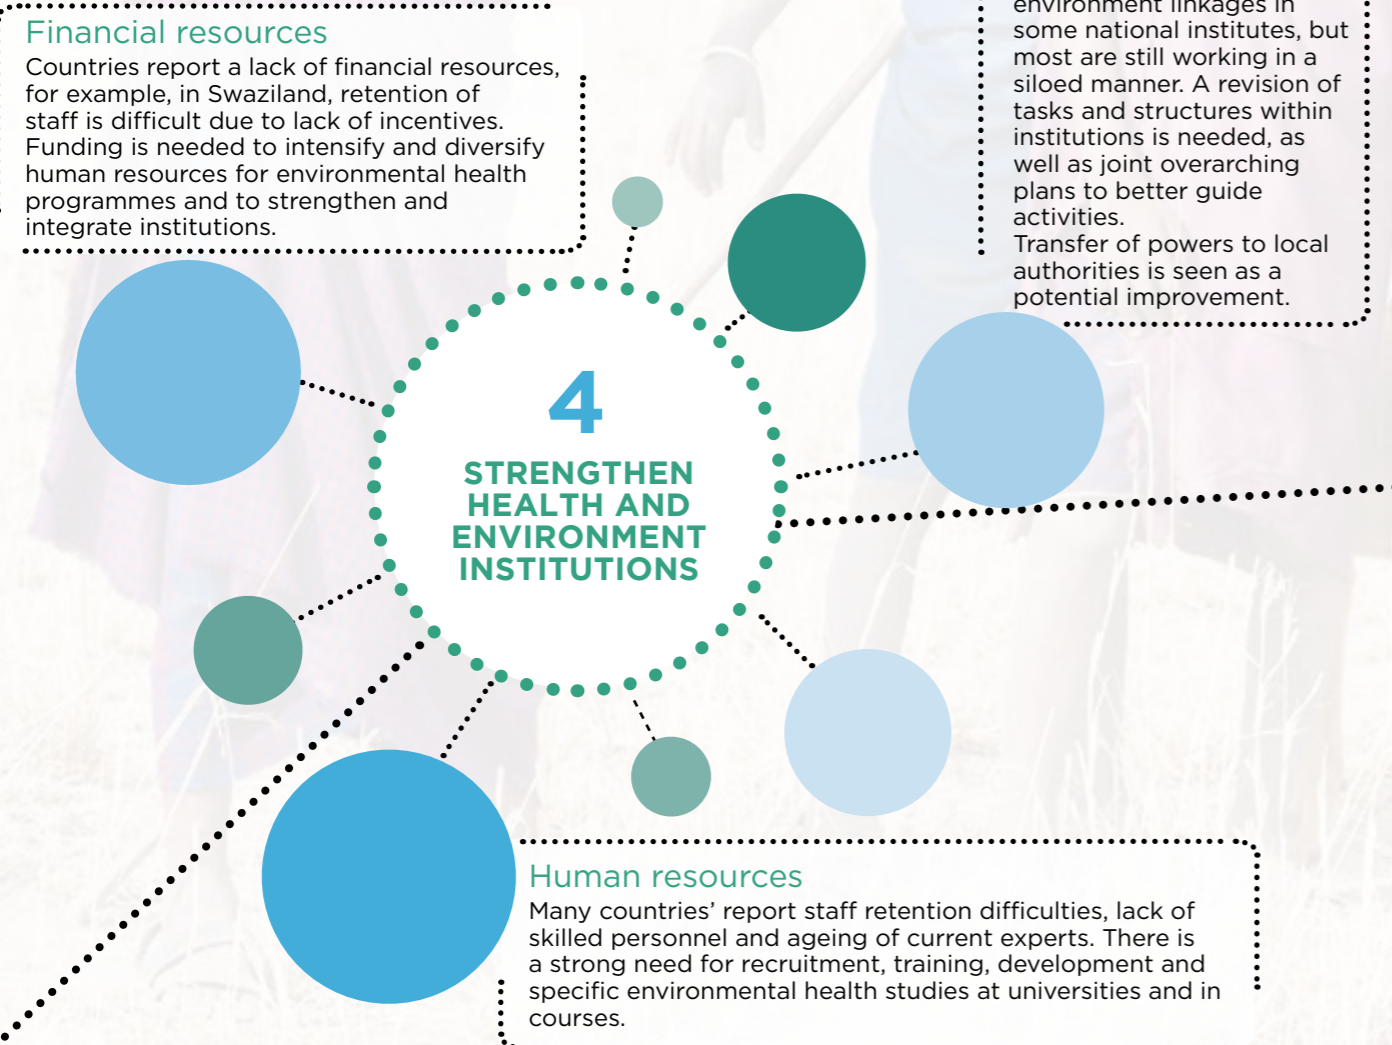 Financial resources
Countries report a lack of financial resources,
for example, in Swaziland, retention of
staff is difficult due to lack of incentives.
Funding is needed to intensify and diversify
human resources for environmental health
programmes and to strengthen and
integrate institutions.
environment linkages in
some national institutes, but
most are still working in a
siloed manner. A revision of
tasks and structures within
institutions is needed, as
well as joint overarching
plans to better guide
activities.
Transfer of powers to local
authorities is seen as a
potential improvement.
4
STRENGTHEN
HEALTH AND
ENVIRONMENT
INSTITUTIONS
Human resources
Many countries’ report staff retention difficulties, lack of
skilled personnel and ageing of current experts. There is
a strong need for recruitment, training, development and
specific environmental health studies at universities and in
courses.